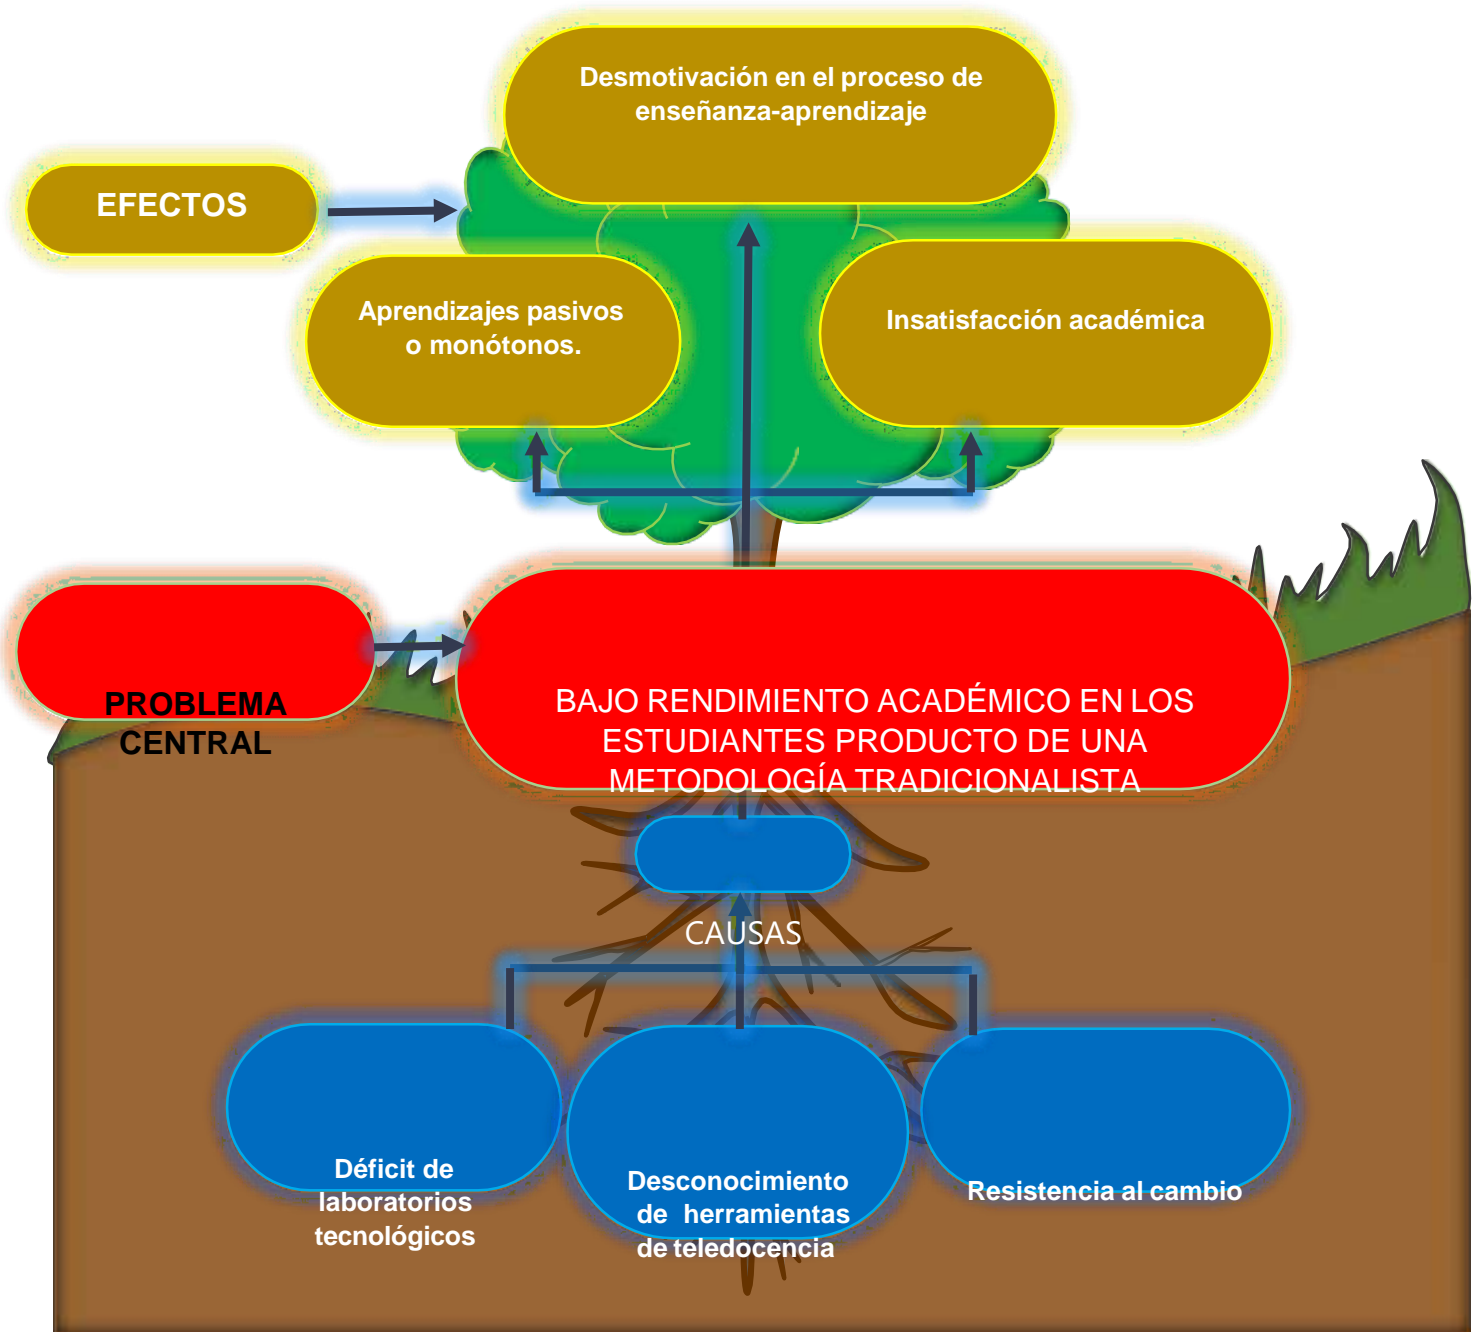 Desmotivación en el proceso de
enseñanza-aprendizaje
EFECTOS
Aprendizajes pasivos
o monótonos.
Insatisfacción académica
PROBLEMA
CENTRAL
BAJO RENDIMIENTO ACADÉMICO EN LOS
ESTUDIANTES PRODUCTO DE UNA
METODOLOGÍA TRADICIONALISTA
CAUSAS
Déficit de
laboratorios
tecnológicos
Desconocimiento
de herramientas
de teledocencia
Resistencia al cambio